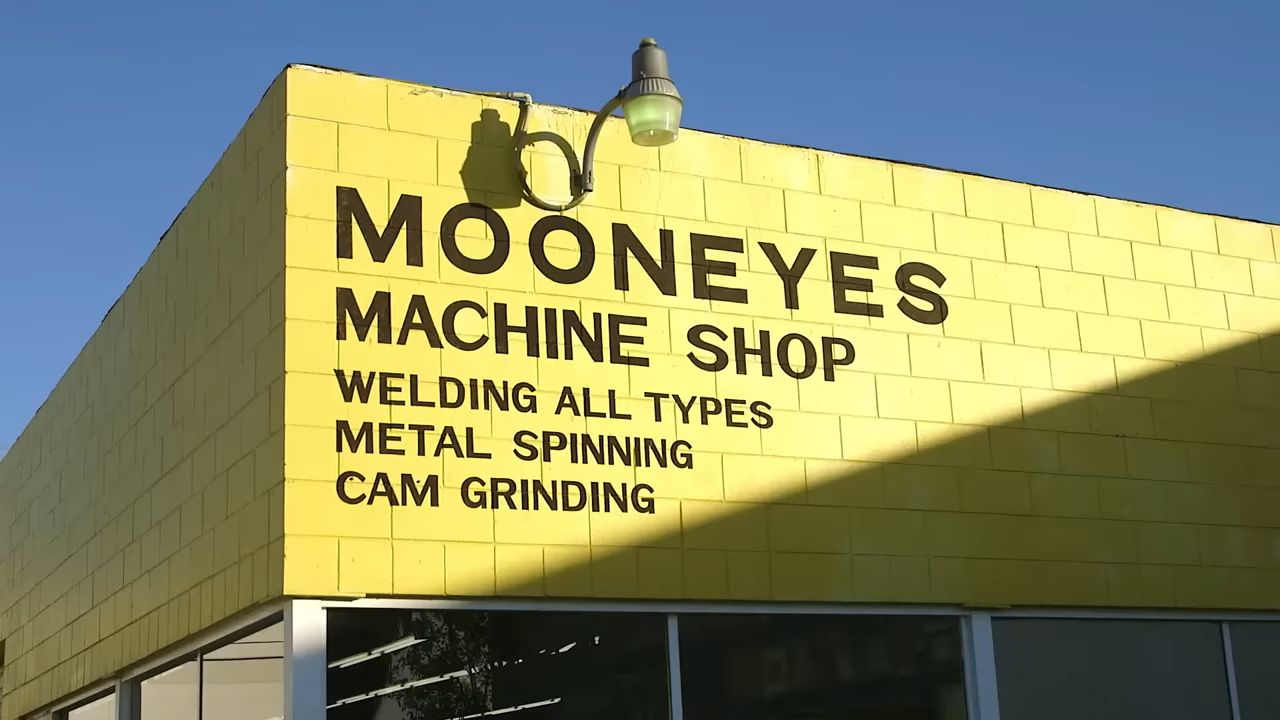 MOONEYES
MACHINE SHOP
WELDING ALL TYPES
METAL SPINNING
CAM GRINDING